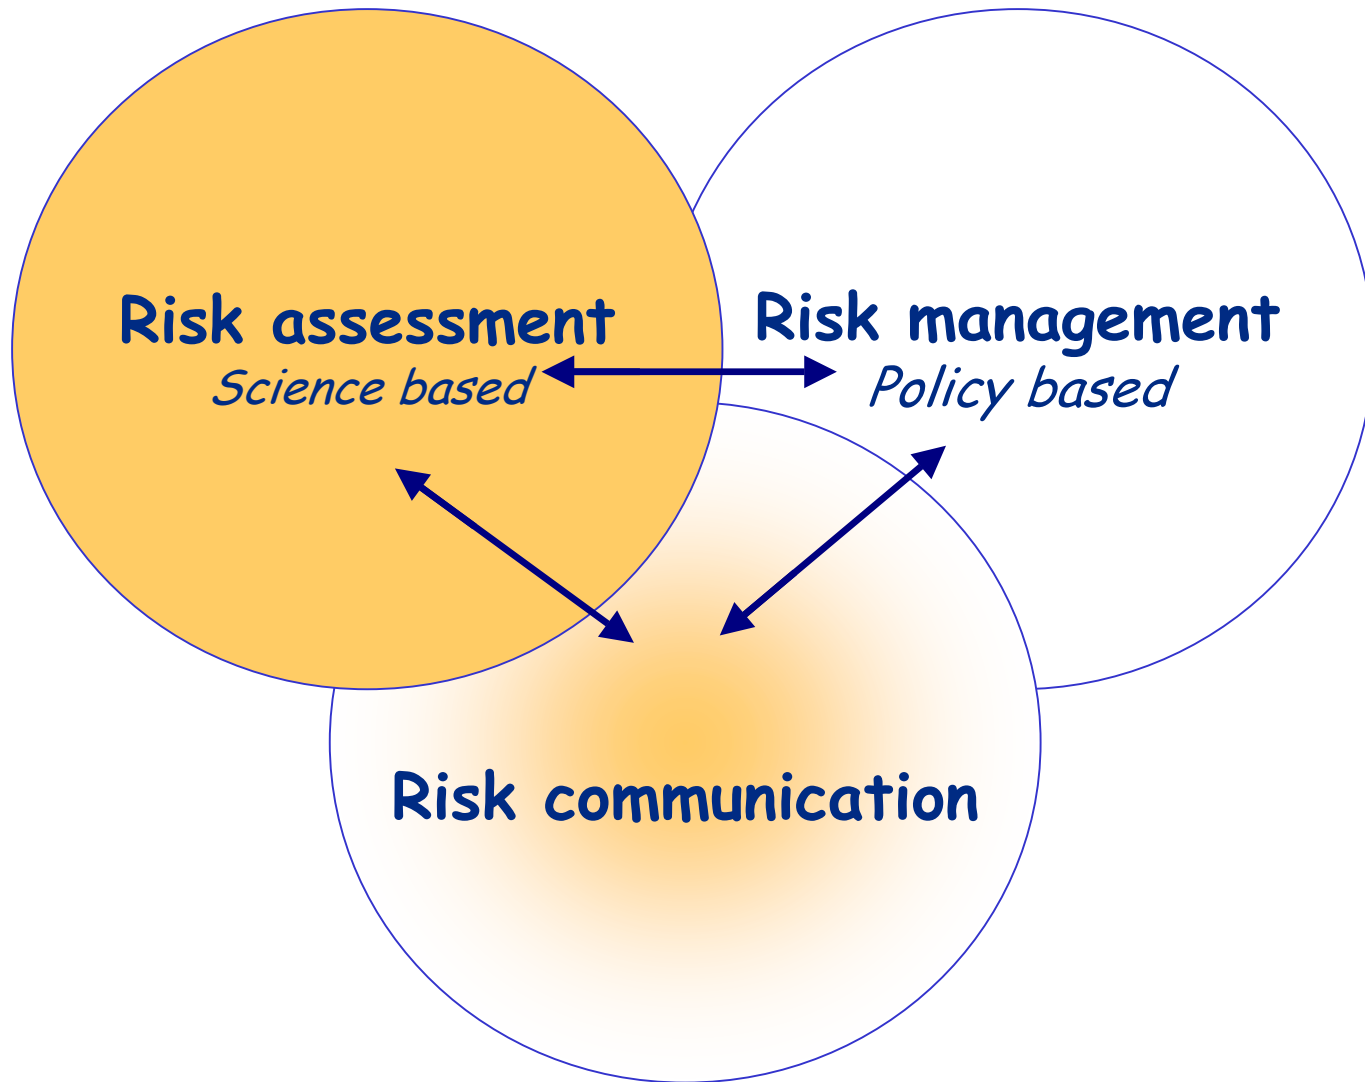 Risk assessment
Science based
Risk management
Policy based
Risk communication